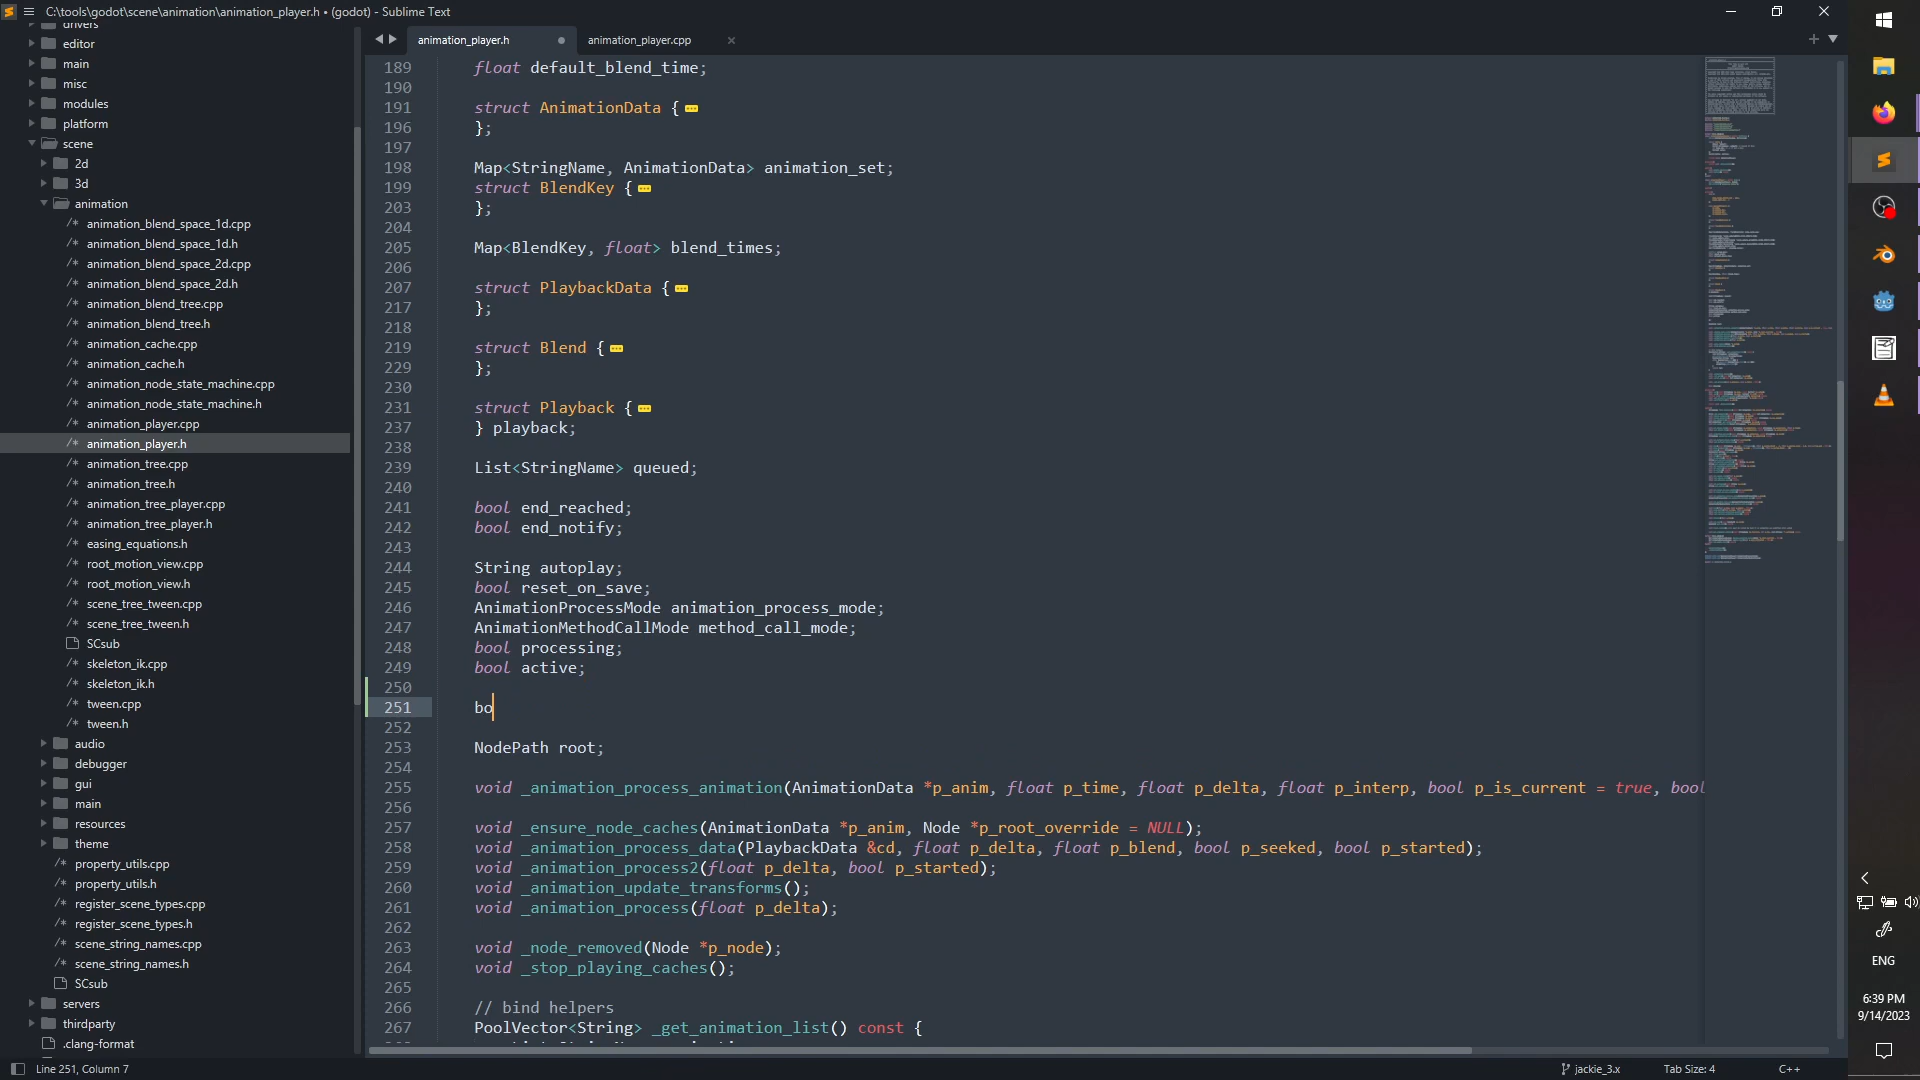 C:\tools\godot\scene\animation\animation_player.h • (godot) - Sublime Text
drivers
editor
main
misc
modules
platform
scene
2d
3d
animation
/* animation_blend_space_1d.cpp
/* animation_blend_space_1d.h
/* animation_blend_space_2d.cpp
/* animation_blend_space_2d.h
/* animation_blend_tree.cpp
/* animation_blend_tree.h
/* animation_cache.cpp
/* animation_cache.h
/* animation_node_state_machine.cpp
/* animation_node_state_machine.h
/* animation_player.cpp
/* animation_player.h
/* animation_tree.cpp
/* animation_tree.h
/* animation_tree_player.cpp
/* animation_tree_player.h
/* easing_equations.h
/* root_motion_view.cpp
/* root_motion_view.h
/* scene_tree_tween.cpp
/* scene_tree_tween.h
SCsub
/* skeleton_ik.cpp
/* skeleton_ik.h
/* tween.cpp
/* tween.h
audio
debugger
gui
main
resources
theme
/* property_utils.cpp
/* property_utils.h
/* register_scene_types.cpp
/* register_scene_types.h
/* scene_string_names.cpp
/* scene_string_names.h
SCsub
servers
thirdparty
.clang-format
animation_player.h
animation_player.cpp
189 float default_blend_time;
190
191 struct AnimationData {
196 };
197
198 Map<StringName, AnimationData> animation_set;
199 struct BlendKey {
203 };
204
205 Map<BlendKey, float> blend_times;
206
207 struct PlaybackData {
217 };
218
219 struct Blend {
229 };
230
231 struct Playback {
237 } playback;
238
239 List<StringName> queued;
240
241 bool end_reached;
242 bool end_notify;
243
244 String autoplay;
245 bool reset_on_save;
246 AnimationProcessMode animation_process_mode;
247 AnimationMethodCallMode method_call_mode;
248 bool processing;
249 bool active;
250
251 bo
252
253 NodePath root;
254
255 void _animation_process_animation(AnimationData *p_anim, float p_time, float p_delta, float p_interp, bool p_is_current = true, bool
256
257 void _ensure_node_caches(AnimationData *p_anim, Node *p_root_override = NULL);
258 void _animation_process_data(PlaybackData &cd, float p_delta, float p_blend, bool p_seeked, bool p_started);
259 void _animation_process2(float p_delta, bool p_started);
260 void _animation_update_transforms();
261 void _animation_process(float p_delta);
262
263 void _node_removed(Node *p_node);
264 void _stop_playing_caches();
265
266 // bind helpers
267 PoolVector<String> _get_animation_list() const {
Line 251, Column 7
jackie_3.x
Tab Size: 4
C++
ENG
6:39 PM
9/14/2023